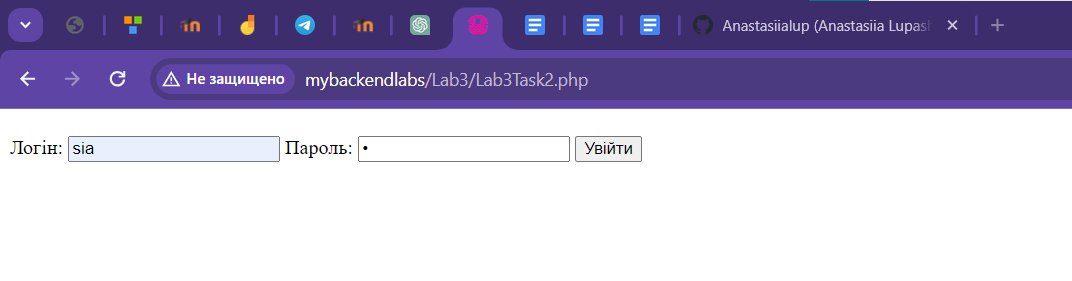 Anastasiialup (Anastasiia Lupas
Не защищено mybackendlabs/Lab3/Lab3Task2.php
Логін: sia Пароль: • Увійти